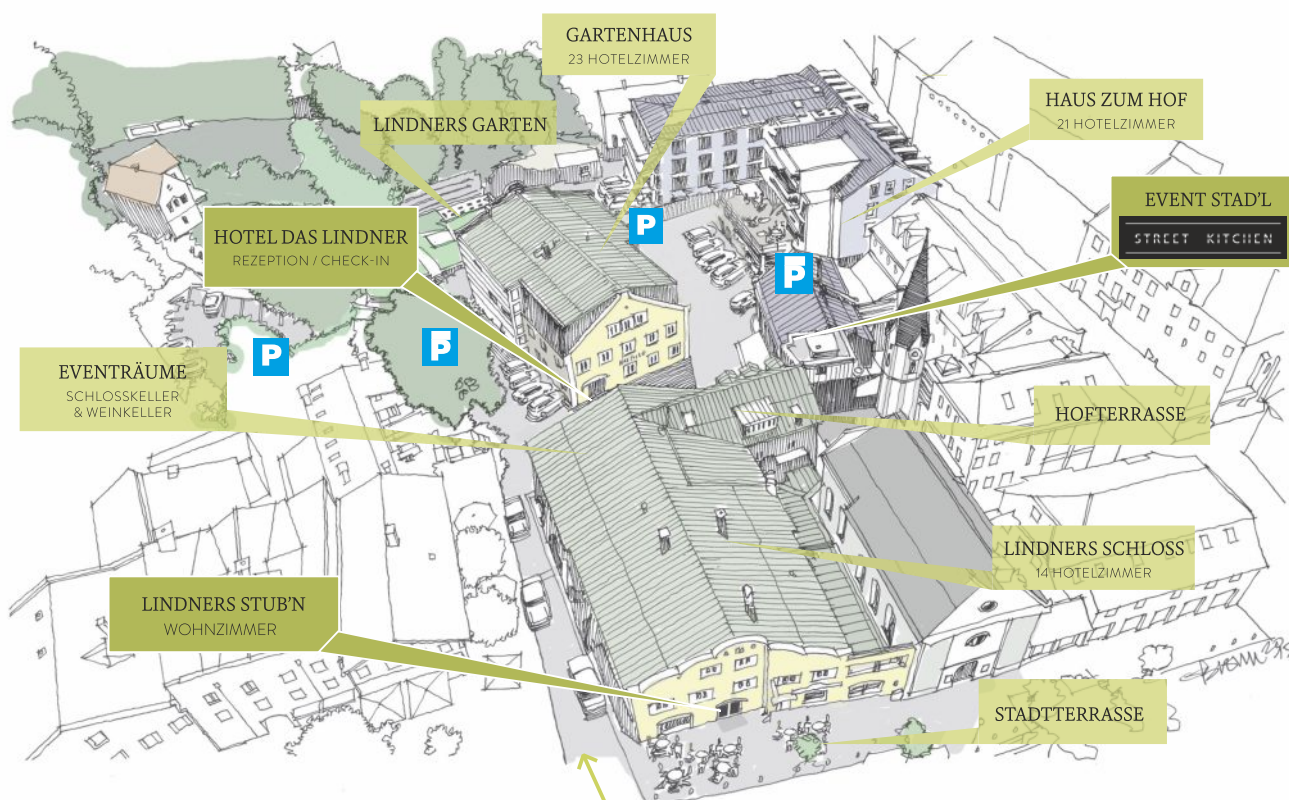 GARTENHAUS
23 HOTELZIMMER
LINDNERS GARTEN
HAUS ZUM HOF
21 HOTELZIMMER
EVENT STAD'L
STREET KITCHEN
HOTEL DAS LINDNER
REZEPTION / CHECK-IN
P
P
P
P
EVENTRÄUME
SCHLOSSKELLER
& WEINKELLER
HOFTERRASSE
LINDNERS SCHLOSS
14 HOTELZIMMER
LINDNERS STUB'N
WOHNZIMMER
STADTTERRASSE